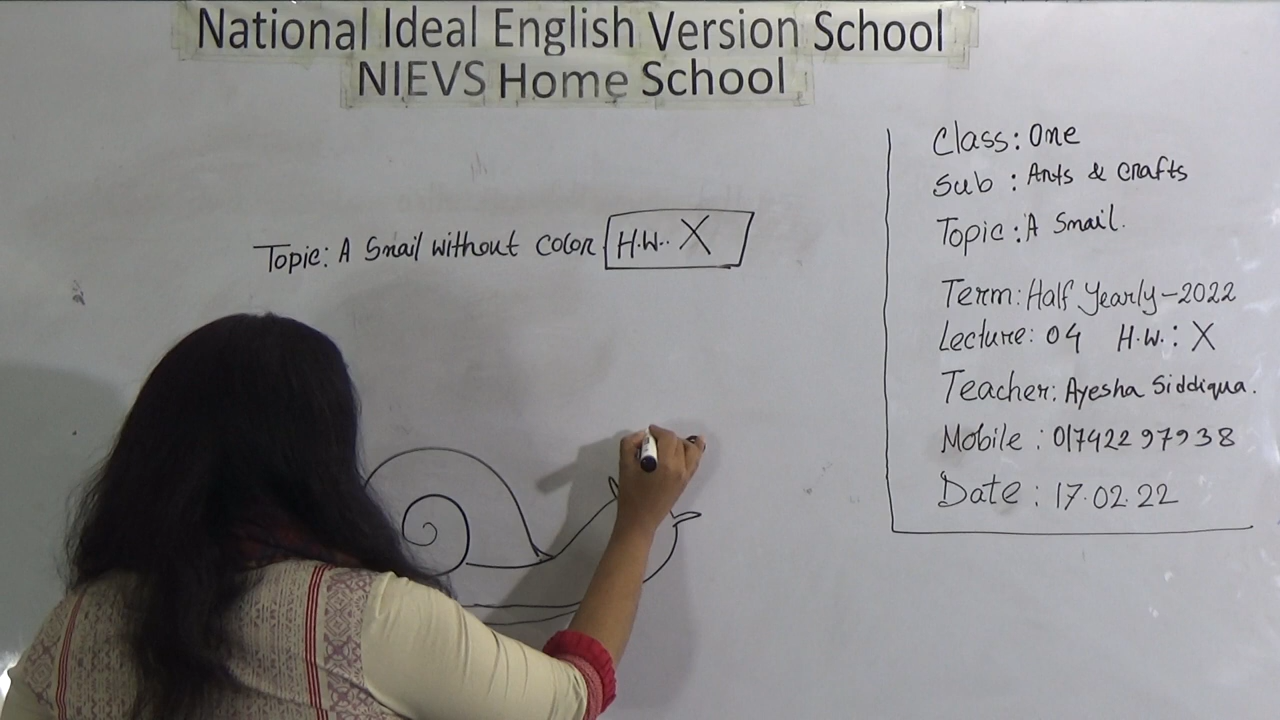 National Ideal English Version School
NIEVS Home School
Topic: A Snail without color. H.W.. X
Class: One
Sub : Arts & crafts
Topic : A Snail.
Term: Half Yearly-2022
Lecture: 04 H.W.: X
Teacher: Ayesha Siddiqua.
Mobile : 01742297938
Date : 17.02.22